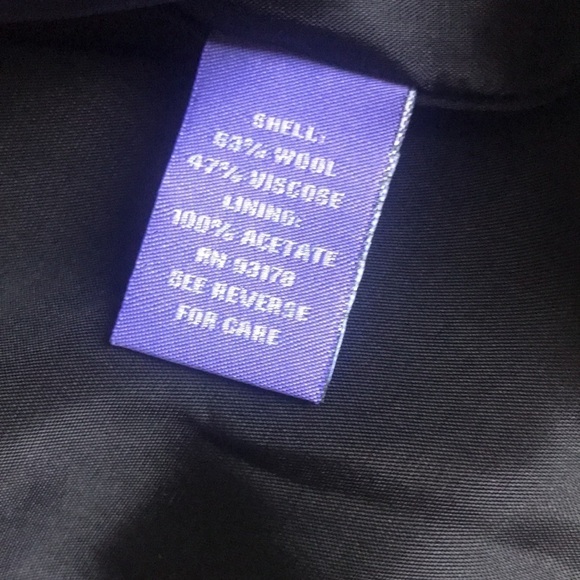 SHELL:
53% WOOL
47% VISCOSE
LINING:
100% ACETATE
RN 93178
SEE REVERSE
FOR CARE